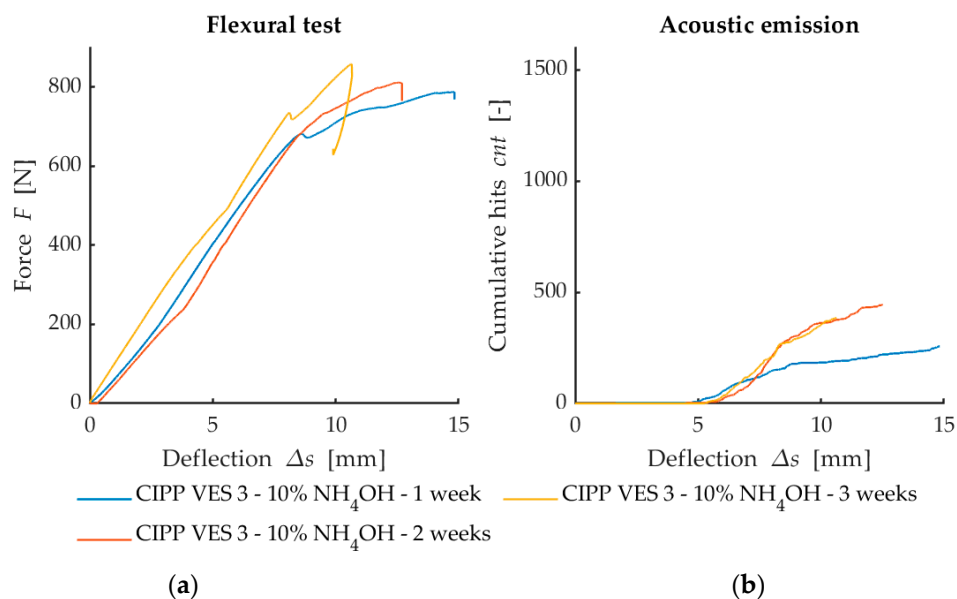 Flexural test
Acoustic emission
800
600
400
200
0
Force F [N]
0 5 10 15
Deflection Δs [mm]
1500
1000
500
0
Cumulative hits cnt [-]
0 5 10 15
Deflection Δs [mm]
CIPP VES 3 - 10% NH₄OH - 1 week
CIPP VES 3 - 10% NH₄OH - 3 weeks
CIPP VES 3 - 10% NH₄OH - 2 weeks
(a)
(b)